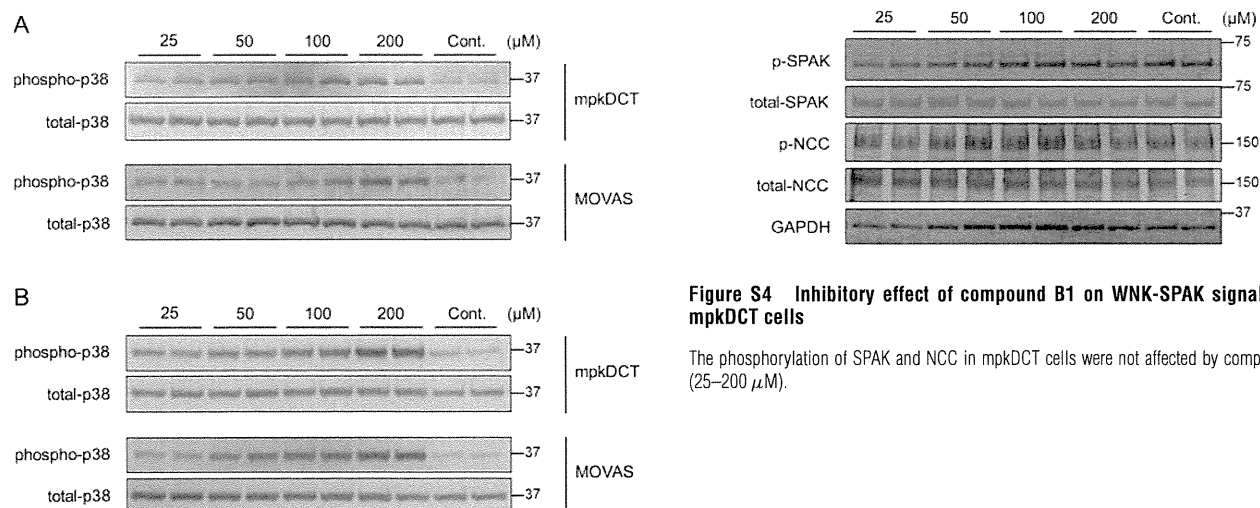 A
25 50 100 200 Cont. (μM)
phospho-p38 37
total-p38 37
mpkDCT
phospho-p38 37
total-p38 37
MOVAS
B
25 50 100 200 Cont. (μM)
phospho-p38 37
total-p38 37
mpkDCT
phospho-p38 37
total-p38 37
MOVAS
25 50 100 200 Cont. (μM)
75
p-SPAK
75
total-SPAK
p-NCC 150
total-NCC 150
37
GAPDH
Figure S4 Inhibitory effect of compound B1 on WNK-SPAK signal
mpkDCT cells
The phosphorylation of SPAK and NCC in mpkDCT cells were not affected by comp
(25–200 μM).